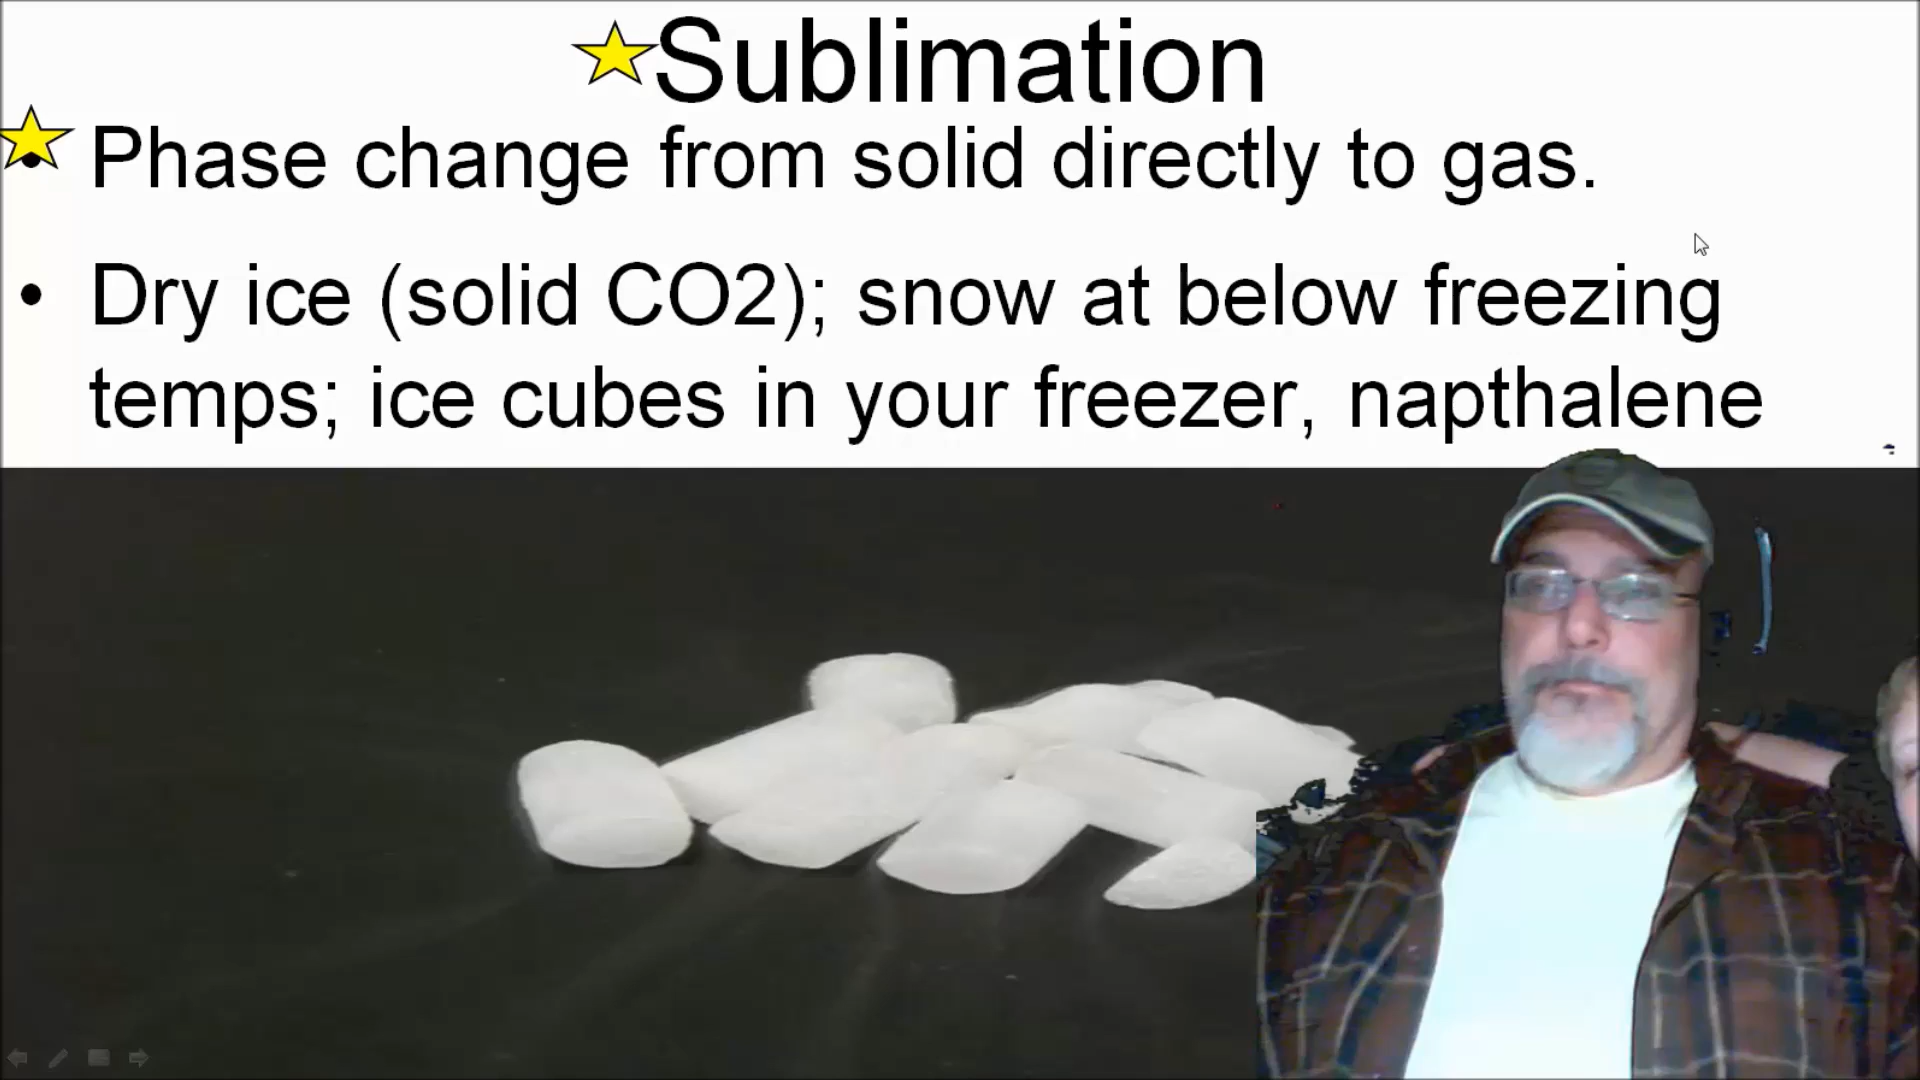 Sublimation
Phase change from solid directly to gas.
• Dry ice (solid CO2); snow at below freezing
temps; ice cubes in your freezer, napthalene